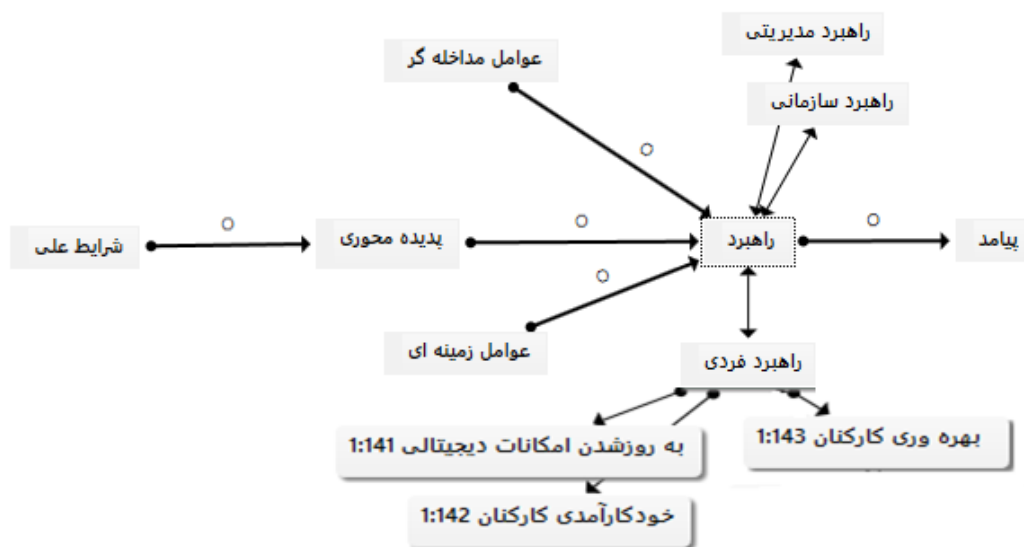 راهبرد مدیریتی
عوامل مداخله گر
راهبرد سازمانی
شرایط علی
پدیده محوری
راهبرد
پیامد
عوامل زمینه ای
راهبرد فردی
به روزشدن امکانات دیجیتالی 1:141
بهره وری کارکنان 1:143
خودکارآمدی کارکنان 1:142